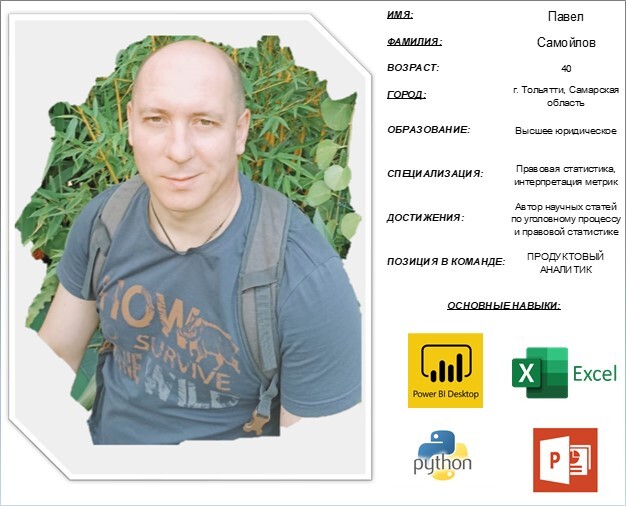 ИМЯ: Павел
ФАМИЛИЯ: Самойлов
ВОЗРАСТ: 40
ГОРОД: г. Тольятти, Самарская
область
ОБРАЗОВАНИЕ: Высшее юридическое
СПЕЦИАЛИЗАЦИЯ: Правовая статистика,
интерпретация метрик
ДОСТИЖЕНИЯ: Автор научных статей
по уголовному процессу
и правовой статистике
ПОЗИЦИЯ В КОМАНДЕ: ПРОДУКТОВЫЙ
АНАЛИТИК
ОСНОВНЫЕ НАВЫКИ:
Power BI Desktop
X Excel
python
P
HOW
SURVIVE
THE WILD